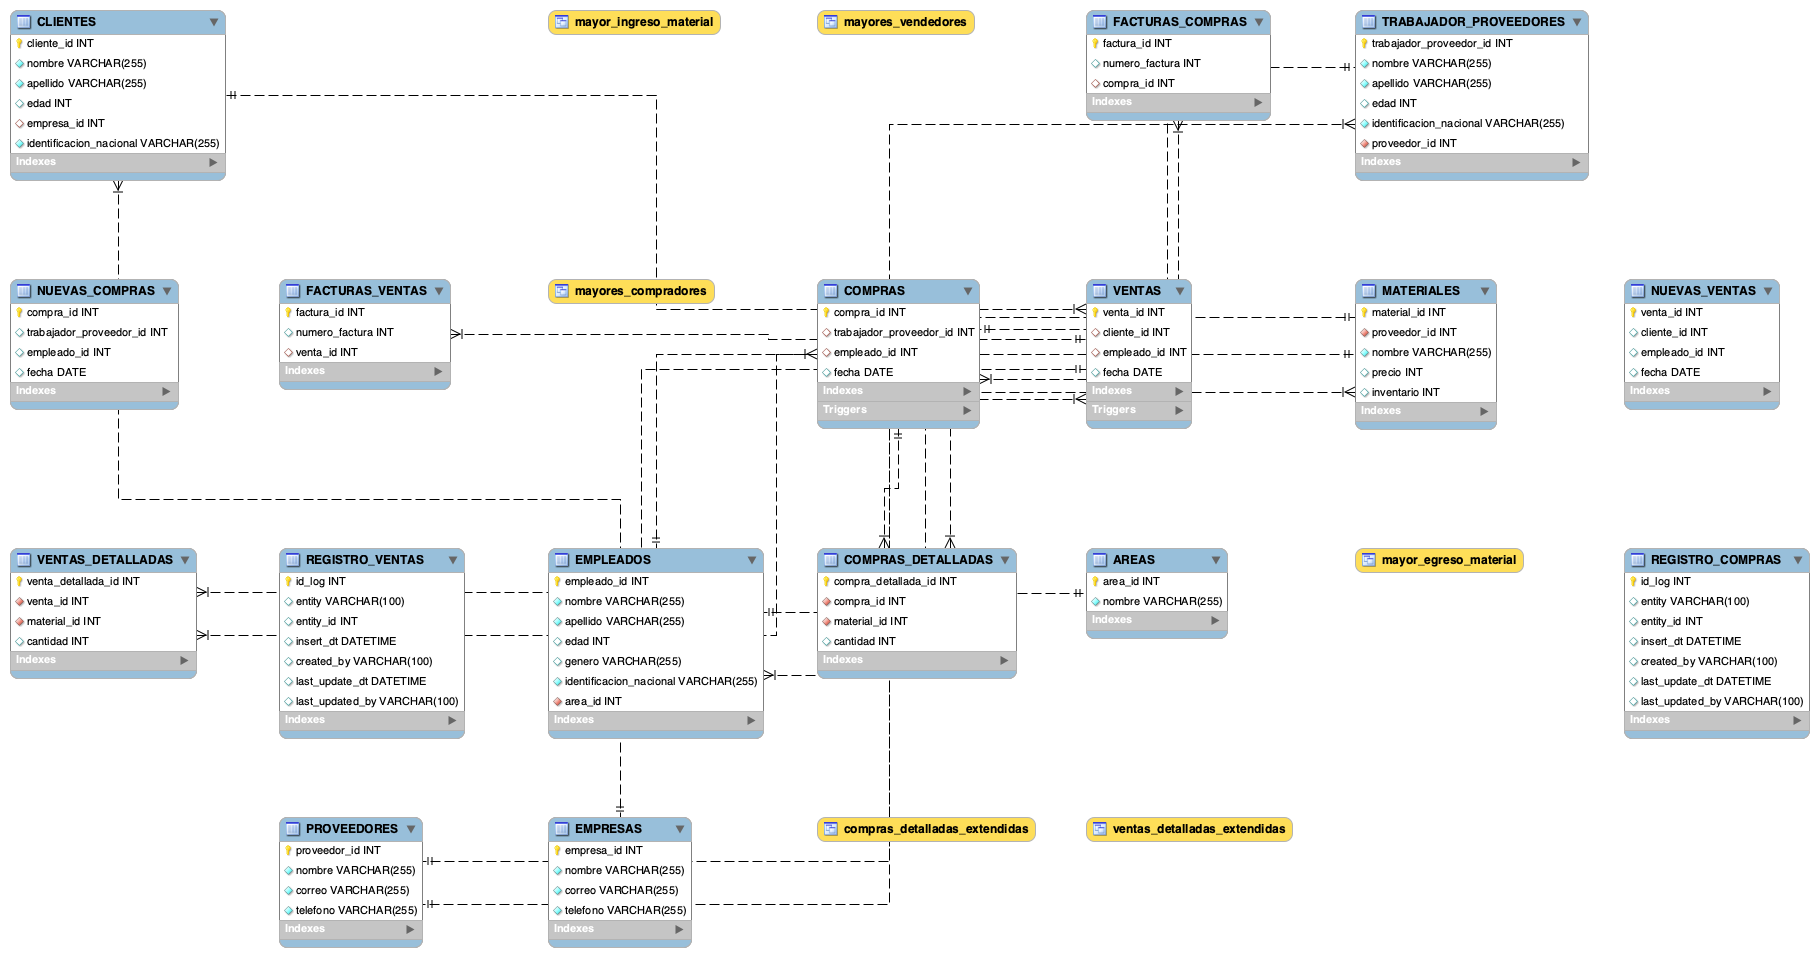 CLIENTES
cliente_id INT
nombre VARCHAR(255)
apellido VARCHAR(255)
edad INT
empresa_id INT
identificacion_nacional VARCHAR(255)
Indexes
mayor_ingreso_material
mayores_vendedores
FACTURAS_COMPRAS
factura_id INT
numero_factura INT
compra_id INT
Indexes
TRABAJADOR_PROVEEDORES
trabajador_proveedor_id INT
nombre VARCHAR(255)
apellido VARCHAR(255)
edad INT
identificacion_nacional VARCHAR(255)
proveedor_id INT
Indexes
NUEVAS_COMPRAS
compra_id INT
trabajador_proveedor_id INT
empleado_id INT
fecha DATE
Indexes
FACTURAS_VENTAS
factura_id INT
numero_factura INT
venta_id INT
Indexes
mayores_compradores
COMPRAS
compra_id INT
trabajador_proveedor_id INT
empleado_id INT
fecha DATE
Indexes
Triggers
VENTAS
venta_id INT
cliente_id INT
empleado_id INT
fecha DATE
Indexes
Triggers
MATERIALES
material_id INT
proveedor_id INT
nombre VARCHAR(255)
precio INT
inventario INT
Indexes
NUEVAS_VENTAS
venta_id INT
cliente_id INT
empleado_id INT
fecha DATE
Indexes
VENTAS_DETALLADAS
venta_detallada_id INT
venta_id INT
material_id INT
cantidad INT
Indexes
REGISTRO_VENTAS
id_log INT
entity VARCHAR(100)
entity_id INT
insert_dt DATETIME
created_by VARCHAR(100)
last_update_dt DATETIME
last_updated_by VARCHAR(100)
Indexes
EMPLEADOS
empleado_id INT
nombre VARCHAR(255)
apellido VARCHAR(255)
edad INT
genero VARCHAR(255)
identificacion_nacional VARCHAR(255)
area_id INT
Indexes
COMPRAS_DETALLADAS
compra_detallada_id INT
compra_id INT
material_id INT
cantidad INT
Indexes
AREAS
area_id INT
nombre VARCHAR(255)
Indexes
mayor_egreso_material
REGISTRO_COMPRAS
id_log INT
entity VARCHAR(100)
entity_id INT
insert_dt DATETIME
created_by VARCHAR(100)
last_update_dt DATETIME
last_updated_by VARCHAR(100)
Indexes
PROVEEDORES
proveedor_id INT
nombre VARCHAR(255)
correo VARCHAR(255)
telefono VARCHAR(255)
Indexes
EMPRESAS
empresa_id INT
nombre VARCHAR(255)
correo VARCHAR(255)
telefono VARCHAR(255)
Indexes
compras_detalladas_extendidas
ventas_detalladas_extendidas